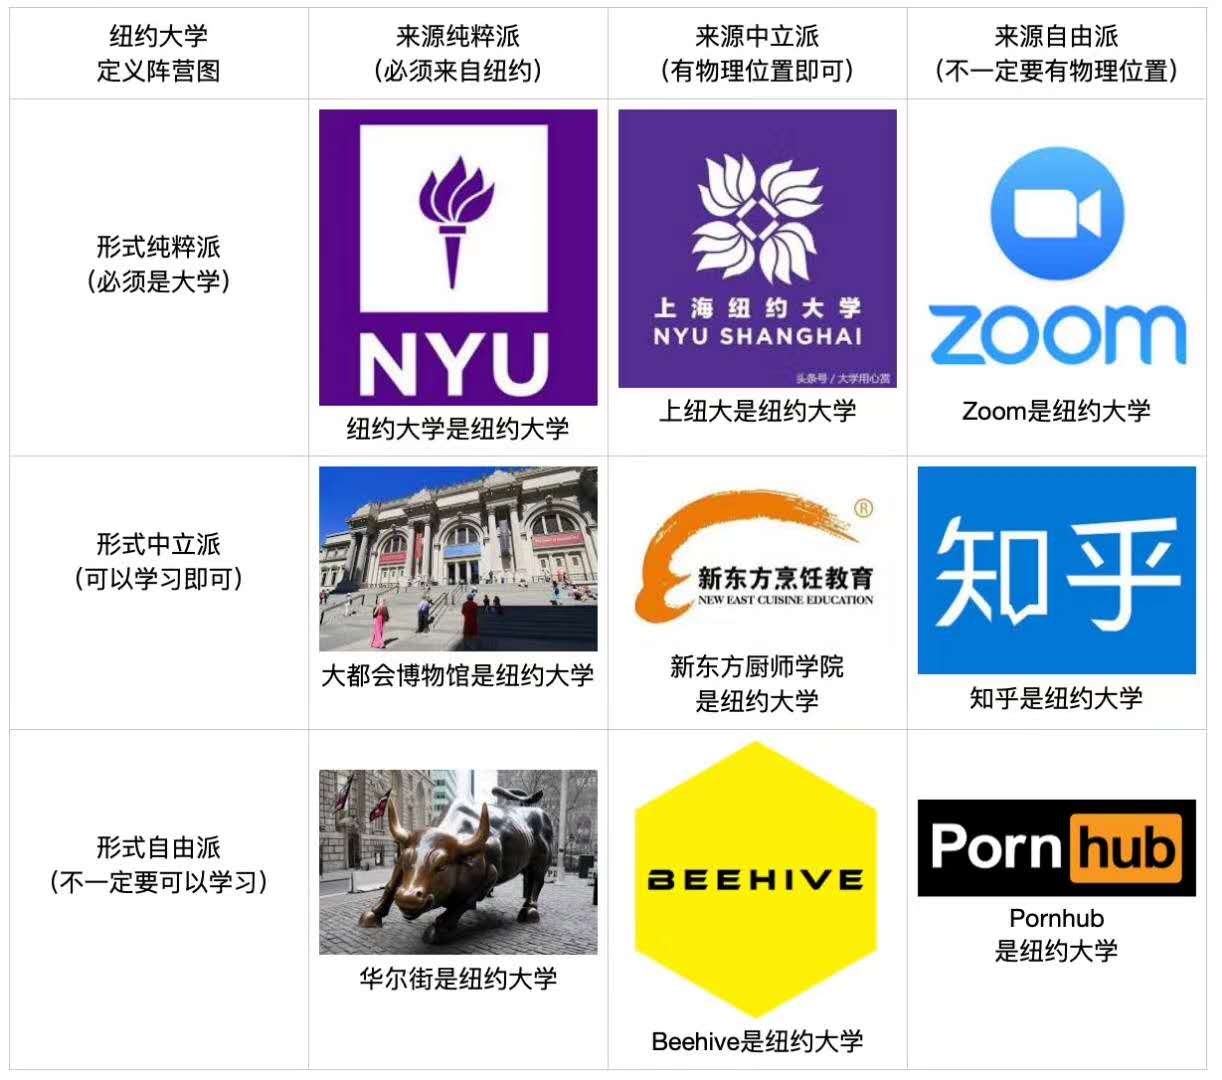 纽约大学
定义阵营图
来源纯粹派
（必须来自纽约）
来源中立派
（有物理位置即可）
来源自由派
（不一定要有物理位置）
形式纯粹派
（必须是大学）
NYU
纽约大学是纽约大学
上海纽约大学
NYU SHANGHAI
头条号 / 大学用心赏
上纽大是纽约大学
zoom
Zoom是纽约大学
形式中立派
（可以学习即可）
大都会博物馆是纽约大学
®
新东方烹饪教育
NEW EAST CUISINE EDUCATION
新东方厨师学院
是纽约大学
知乎
知乎是纽约大学
形式自由派
（不一定要可以学习）
华尔街是纽约大学
BEEHIVE
Beehive是纽约大学
Porn hub
Pornhub
是纽约大学